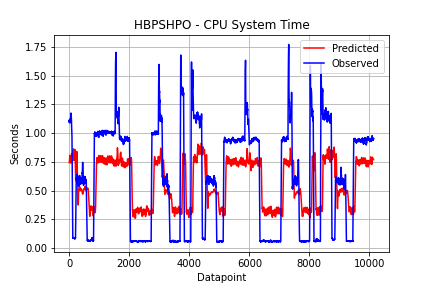 HBPSHPO - CPU System Time
Predicted
Observed
1.75
1.50
1.25
1.00
0.75
0.50
0.25
0.00
Seconds
0 2000 4000 6000 8000 10000
Datapoint